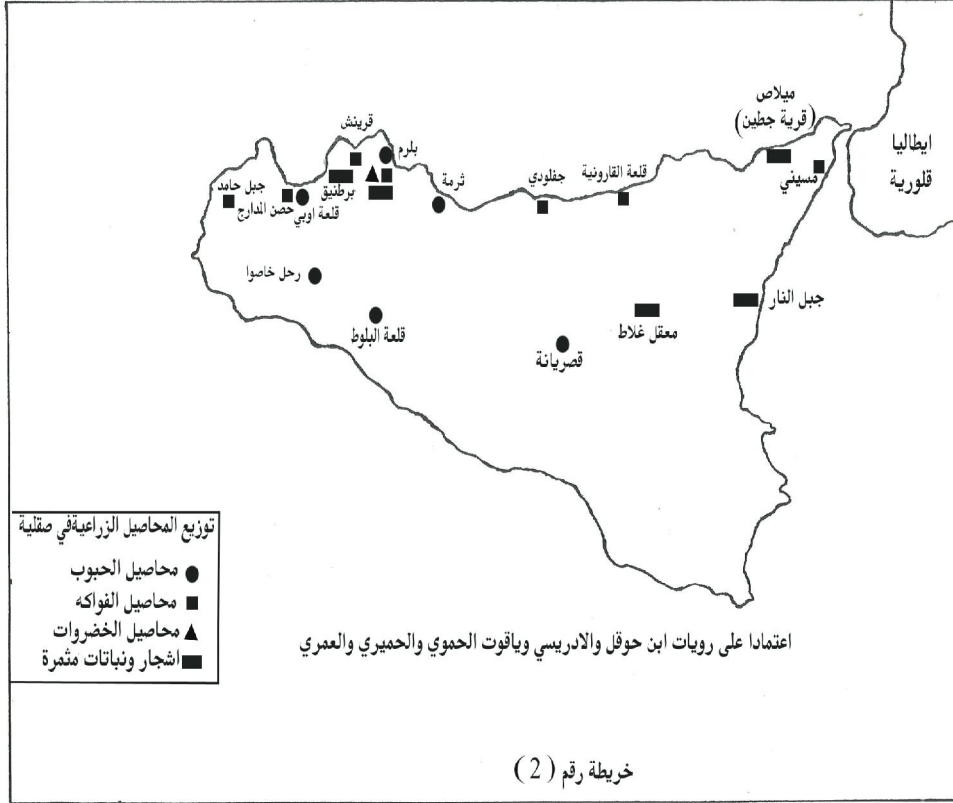 ميلاص
(قرية جطين)
ايطاليا
قلورية
مسيني
قرينش
بلرم
قلعة القارونية
جفلودي
ثرمة
برطنيق
جبل حامد
حصن المدارج
قلعة اوبي
رحل خاصوا
قلعة البلوط
قصريانة
معقل غلاط
جبل النار
توزيع المحاصيل الزراعية في صقلية
محاصيل الحبوب
محاصيل الفواكه
محاصيل الخضروات
اشجار ونباتات مثمرة
اعتمادا على رويات ابن حوقل والادريسي وياقوت الحموي والحميري والعمري
خريطة رقم ( 2 )